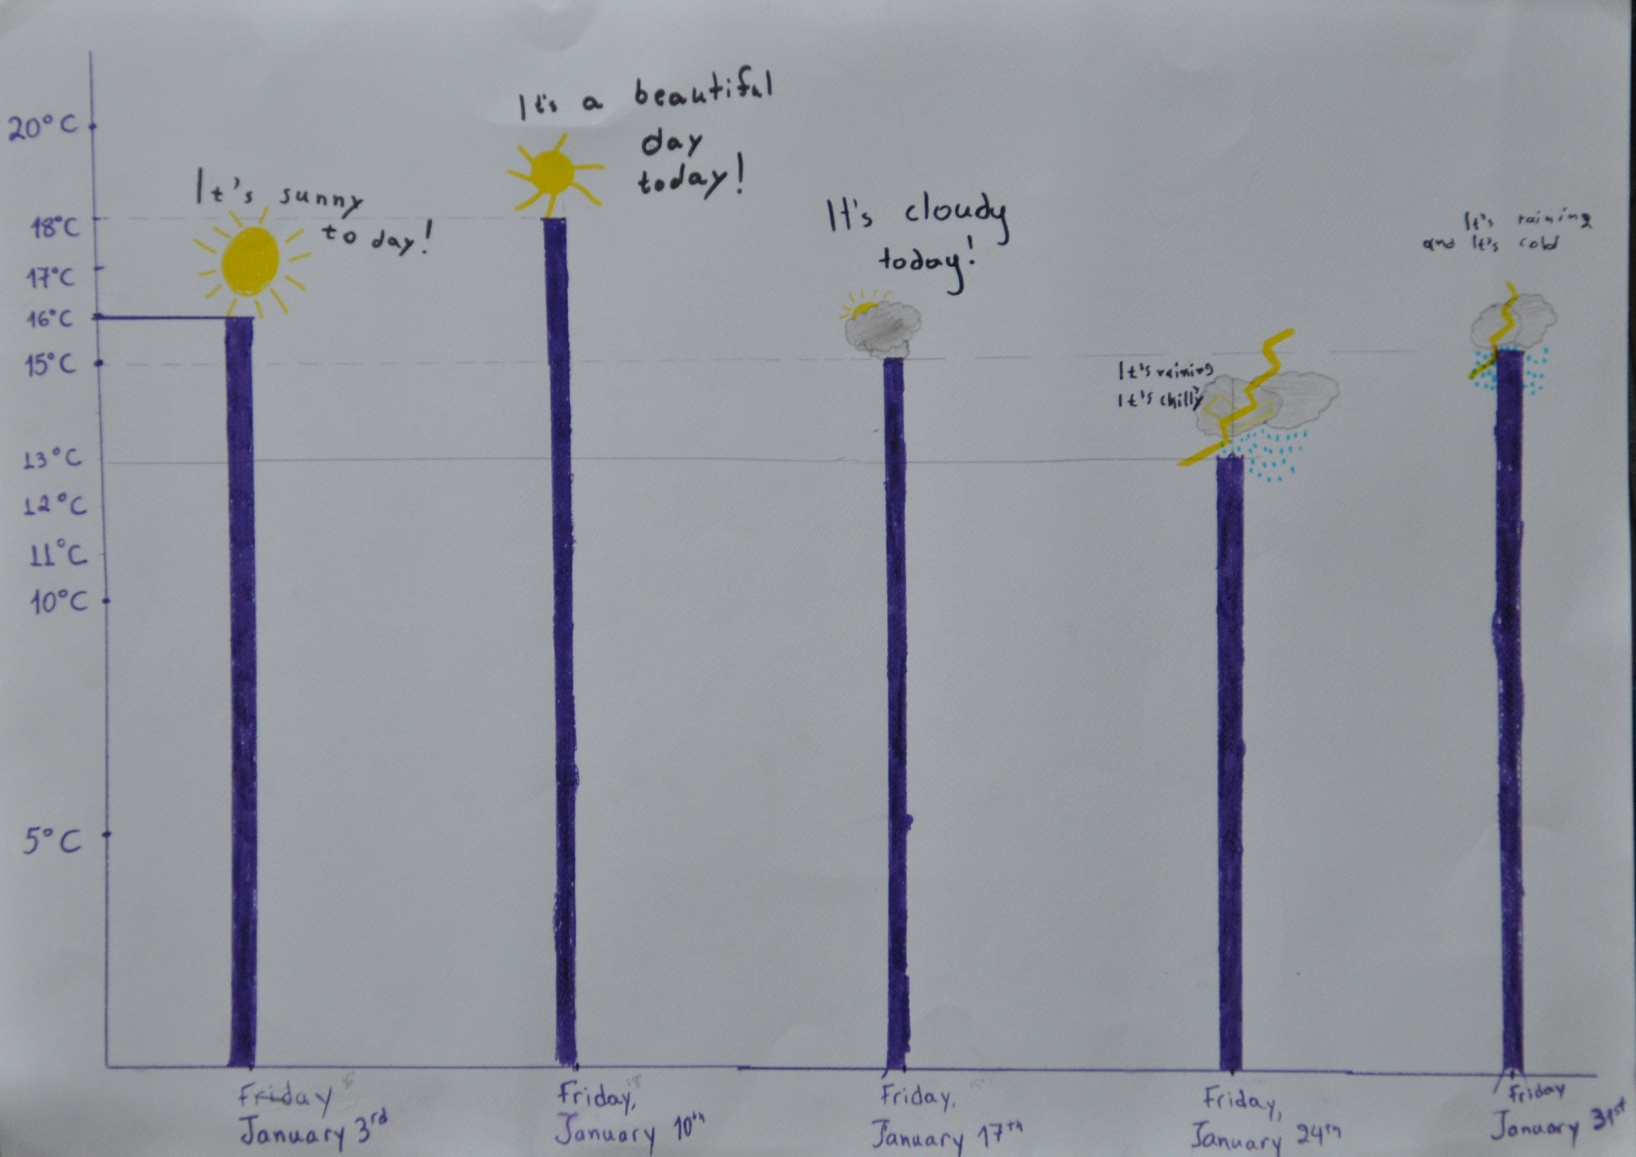 It's a beautiful
day
today!
It's sunny
today!
It's cloudy
today!
It's raining
and It's cold
It's raining
It's chilly
20°C
18°C
17°C
16°C
15°C
13°C
12°C
11°C
10°C
5°C
Friday
January 3rd
Friday,
January 10th
Friday,
January 17th
Friday,
January 24th
Friday
January 31st